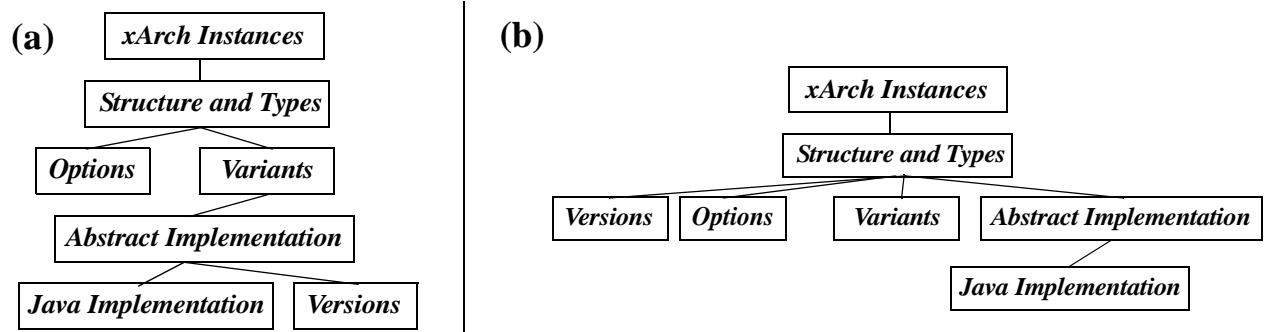 (a)
xArch Instances
Structure and Types
Options
Variants
Abstract Implementation
Java Implementation
Versions
(b)
xArch Instances
Structure and Types
Versions
Options
Variants
Abstract Implementation
Java Implementation